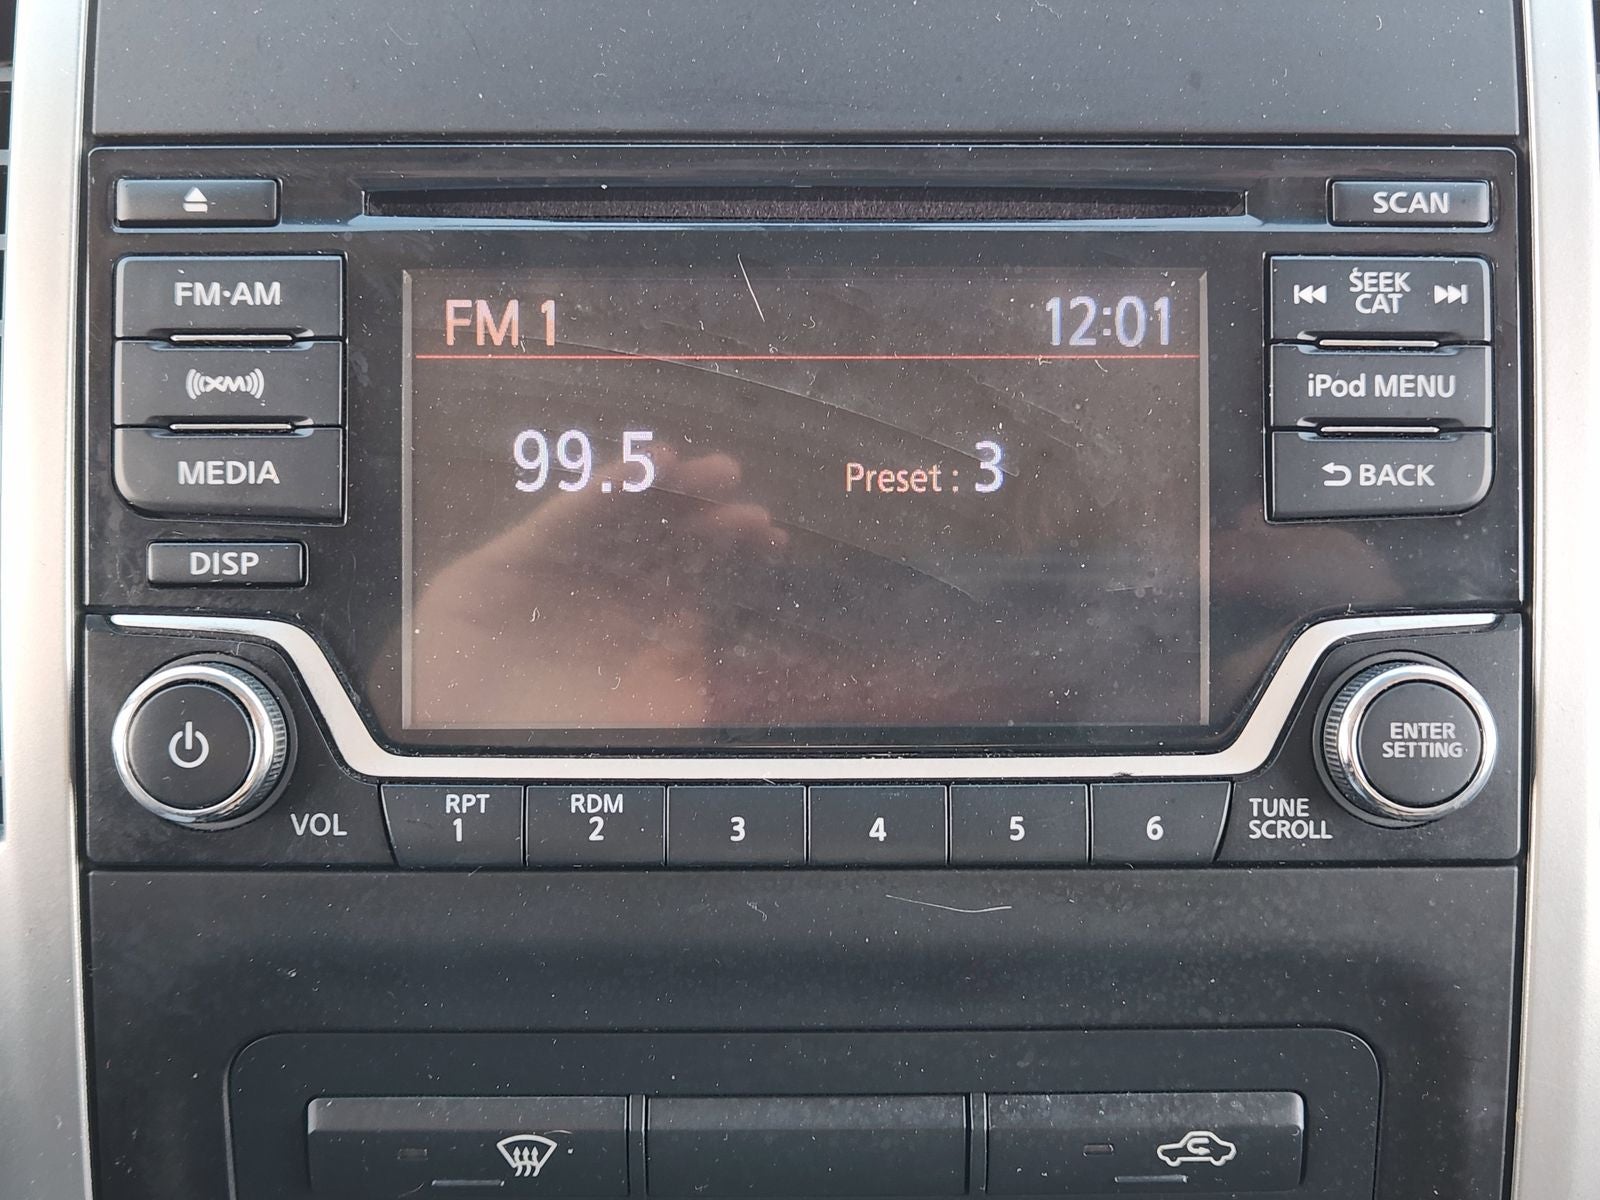 SCAN
FM·AM
FM 1
12:01
SEEK
CAT
XM
iPod MENU
MEDIA
99.5
Preset : 3
BACK
DISP
ENTER
SETTING
VOL
RPT
1
RDM
2
3
4
5
6
TUNE
SCROLL